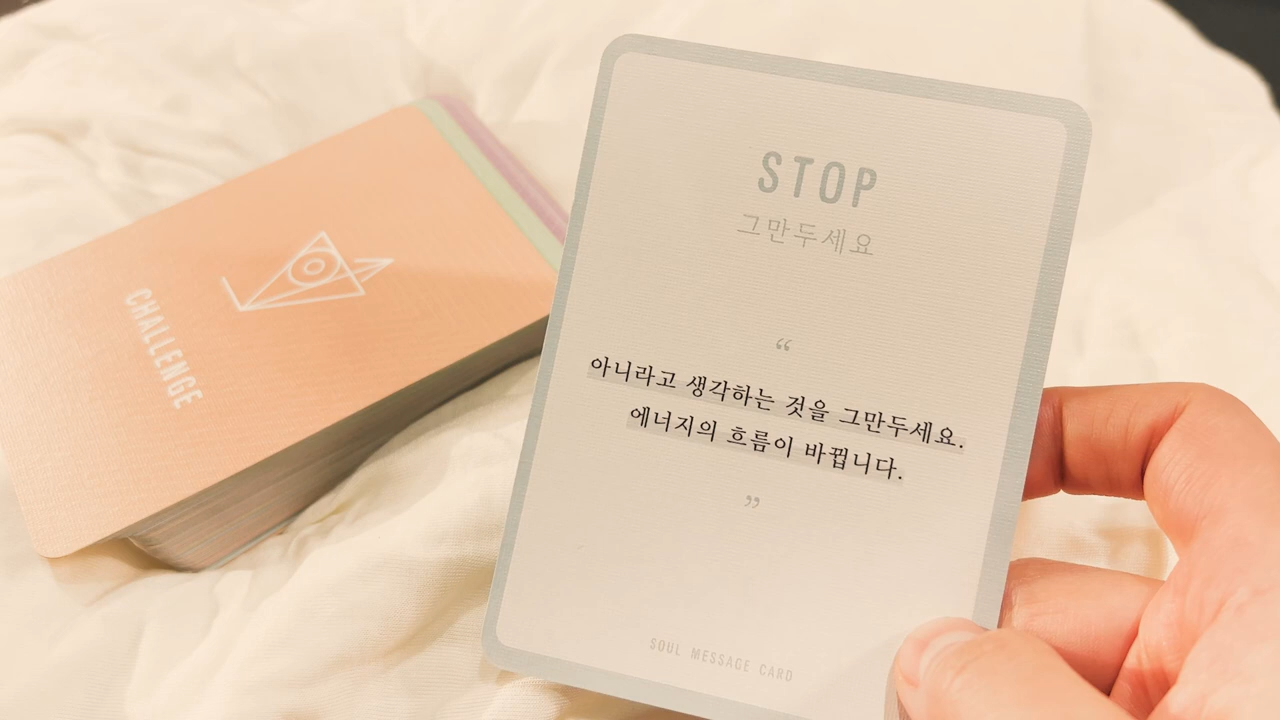 CHALLENGE
STOP
그만두세요
“
아니라고 생각하는 것을 그만두세요.
에너지의 흐름이 바뀝니다.
”
SOUL MESSAGE CARD